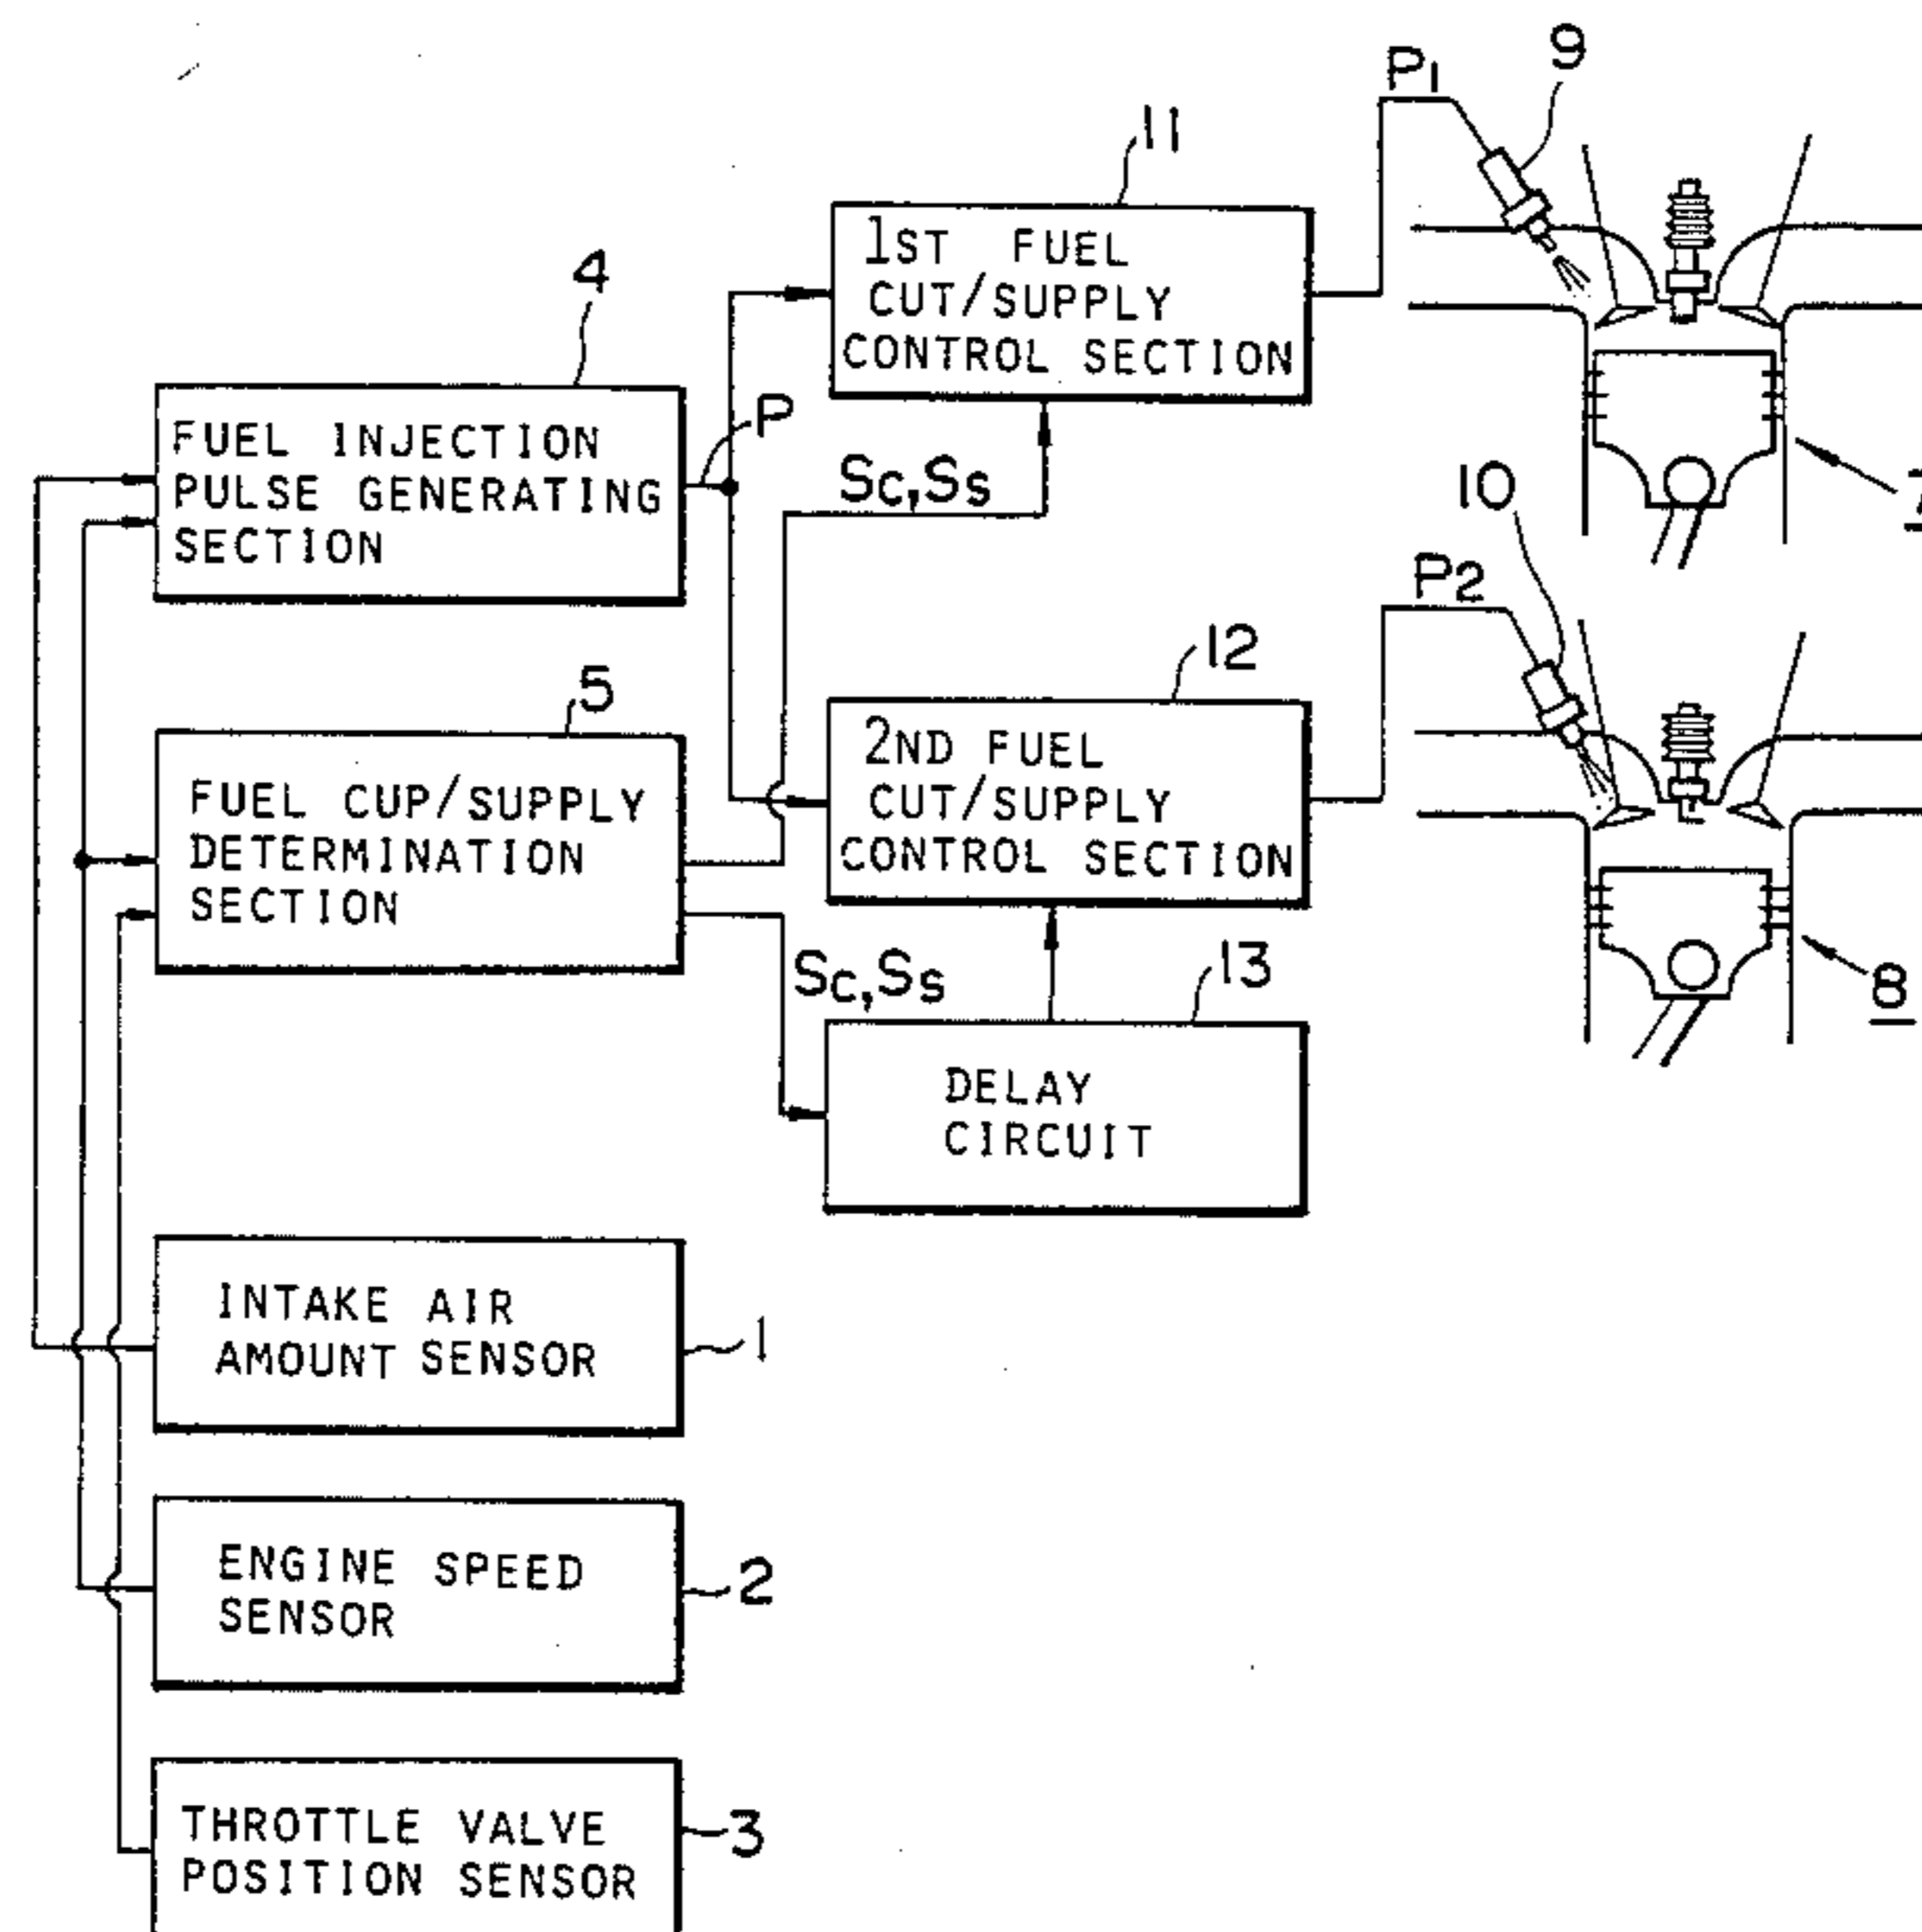 9
P1
11
1ST FUEL
CUT/SUPPLY
CONTROL SECTION
4
FUEL INJECTION
PULSE GENERATING
SECTION
P
Sc,Ss
7
10
P2
12
2ND FUEL
CUT/SUPPLY
CONTROL SECTION
5
FUEL CUP/SUPPLY
DETERMINATION
SECTION
Sc,Ss
8
13
DELAY
CIRCUIT
INTAKE AIR
AMOUNT SENSOR
1
ENGINE SPEED
SENSOR
2
THROTTLE VALVE
POSITION SENSOR
3